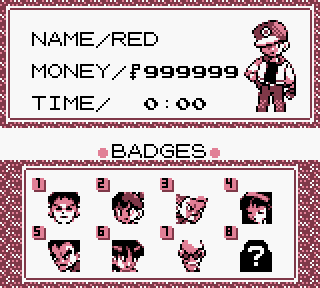 NAME/RED
MONEY/₽999999
TIME/ 0:00
●BADGES●
1 2 3 4
5 6 7 8
?